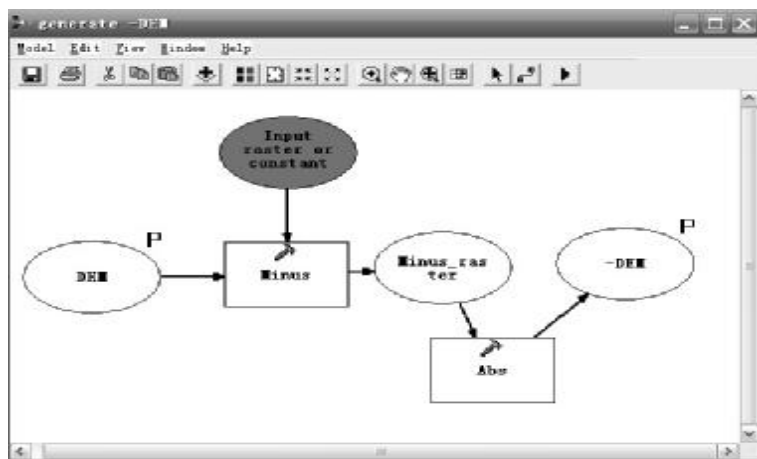 generate -DEM
Model Edit View Window Help
Input
raster or
constant
P
DEM
Minus
Minus_ras
ter
P
-DEM
Abs